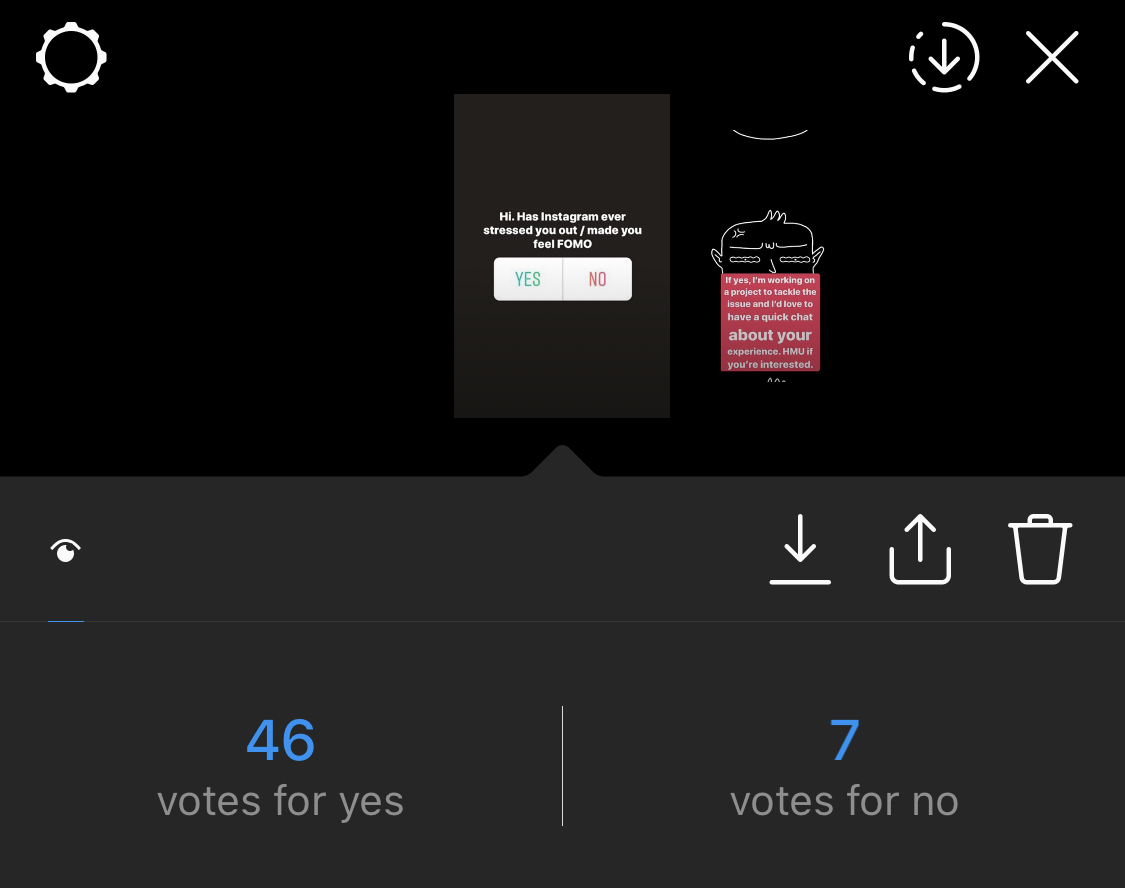 Hi. Has Instagram ever
stressed you out / made you
feel FOMO
YES NO
If yes, I'm working on
a project to tackle the
issue and I'd love to
have a quick chat
about your
experience. HMU if
you're interested.
46
votes for yes
7
votes for no